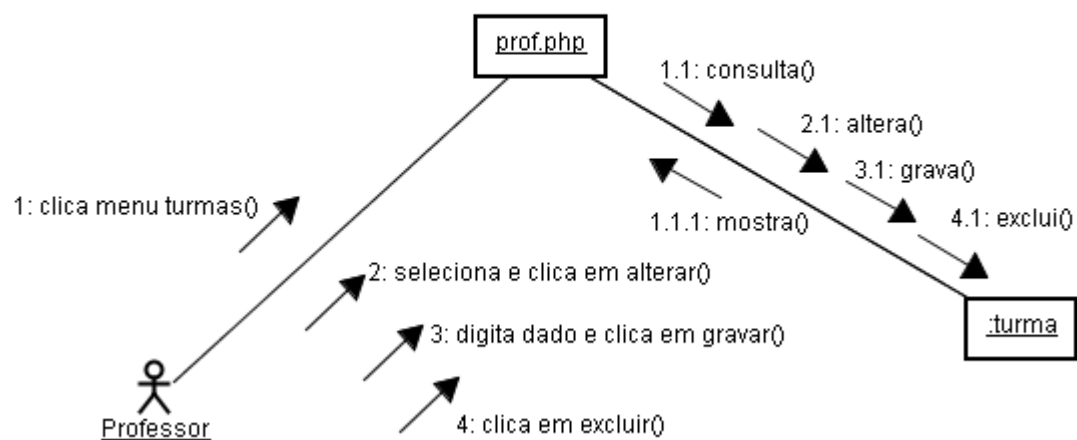 prof.php
1.1: consulta()
2.1: altera()
3.1: grava()
1: clica menu turmas()
1.1.1: mostra()
4.1: exclui()
2: seleciona e clica em alterar()
3: digita dado e clica em gravar()
:turma
4: clica em excluir()
Professor